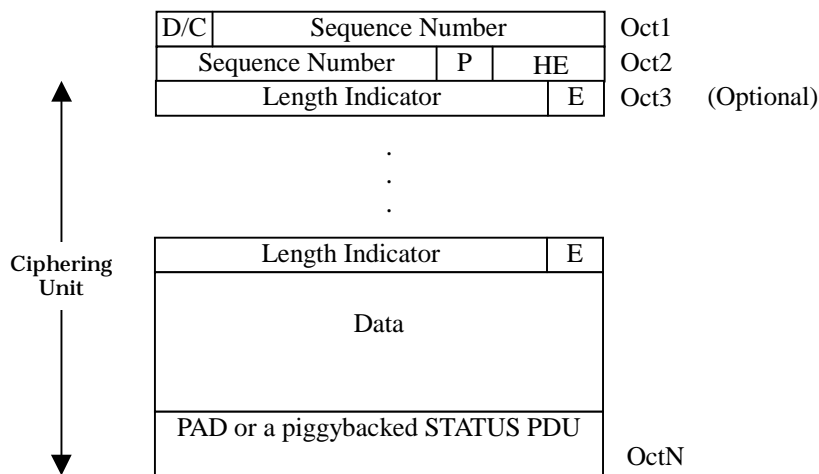 D/C Sequence Number Oct1
Sequence Number P HE Oct2
Length Indicator E Oct3 (Optional)
.
.
.
Length Indicator E
Ciphering
Unit
Data
PAD or a piggybacked STATUS PDU
OctN